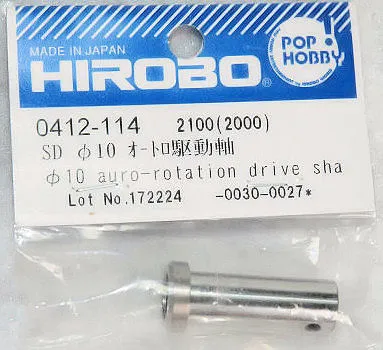 MADE IN JAPAN
HIROBO®
POP!
HOBBY
0412-114 2100(2000)
SD φ10 オートロ駆動軸
φ10 auro-rotation drive sha
Lot No.172224 -0030-0027*